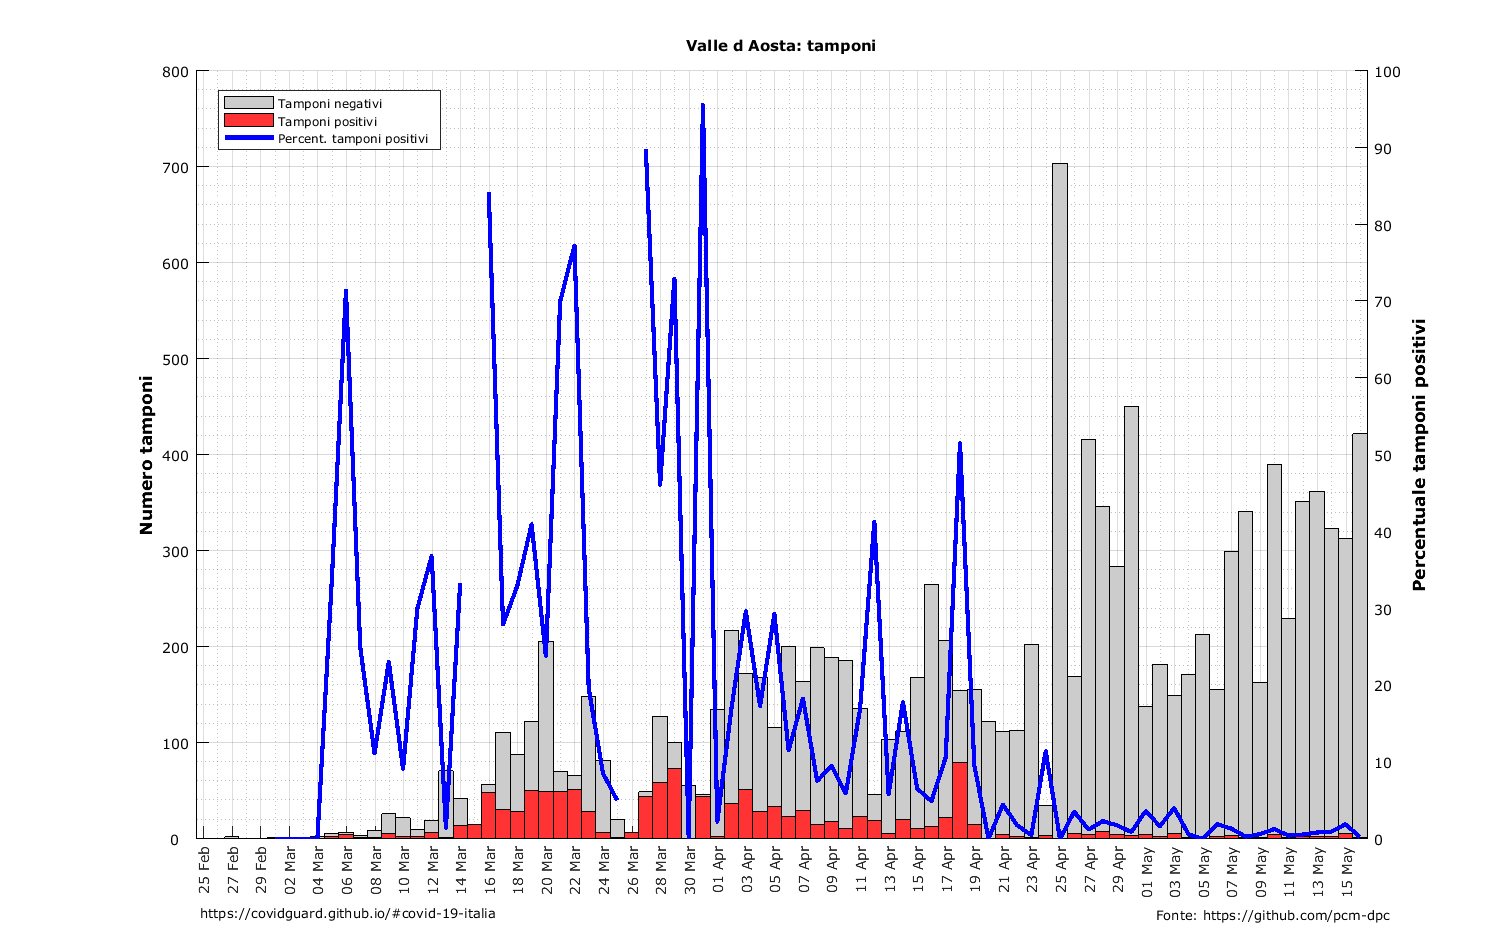 Valle d Aosta: tamponi
Tamponi negativi
Tamponi positivi
Percent. tamponi positivi
Numero tamponi
800
700
600
500
400
300
200
100
0
Percentuale tamponi positivi
100
90
80
70
60
50
40
30
20
10
0
25 Feb
27 Feb
29 Feb
02 Mar
04 Mar
06 Mar
08 Mar
10 Mar
12 Mar
14 Mar
16 Mar
18 Mar
20 Mar
22 Mar
24 Mar
26 Mar
28 Mar
30 Mar
01 Apr
03 Apr
05 Apr
07 Apr
09 Apr
11 Apr
13 Apr
15 Apr
17 Apr
19 Apr
21 Apr
23 Apr
25 Apr
27 Apr
29 Apr
01 May
03 May
05 May
07 May
09 May
11 May
13 May
15 May
https://covidguard.github.io/#covid-19-italia
Fonte: https://github.com/pcm-dpc